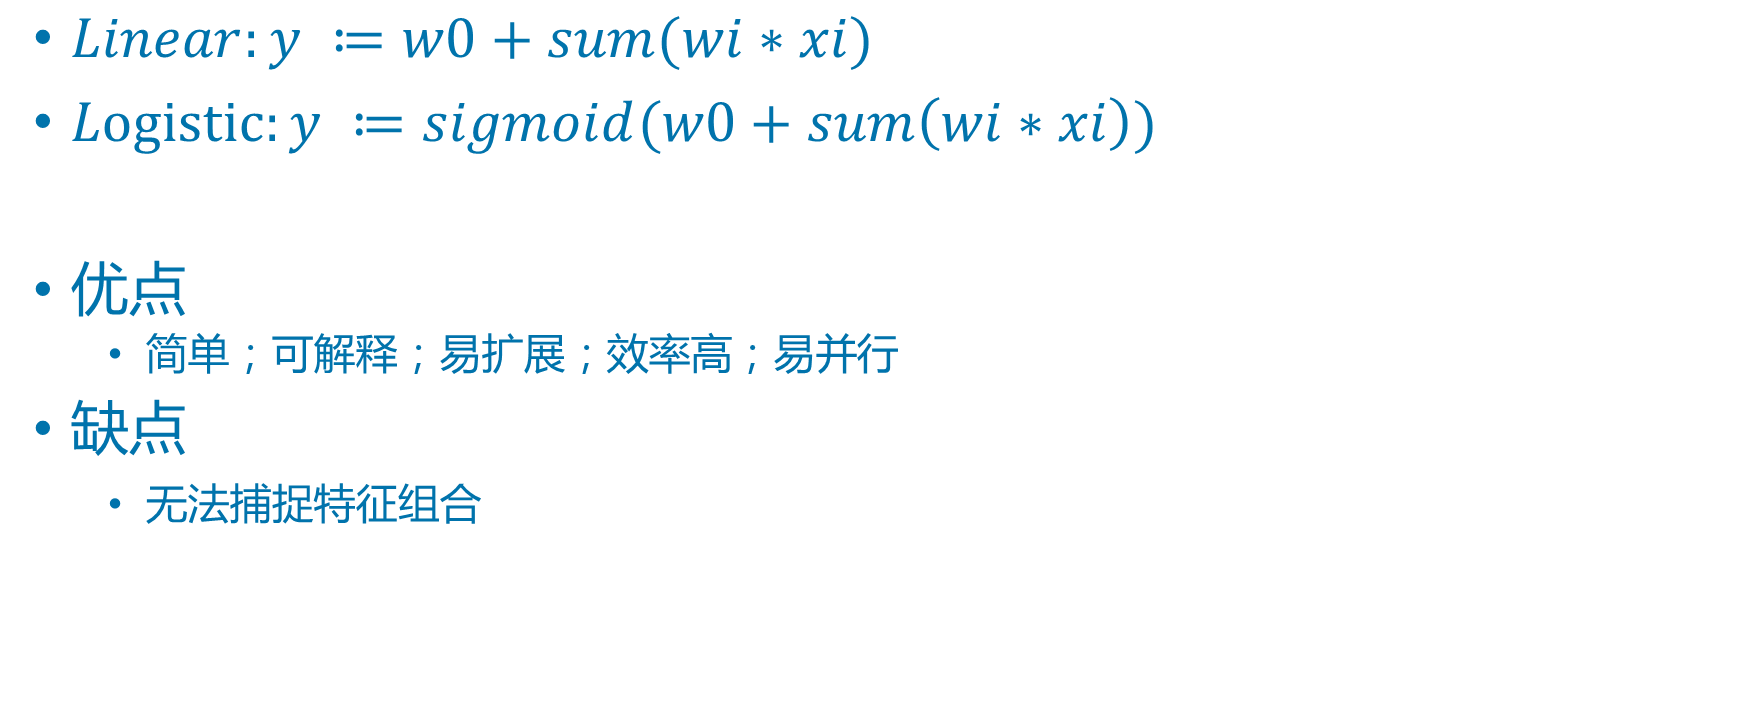 • Linear: y ≔ w0 + sum(wi ∗ xi)
• Logistic: y ≔ sigmoid(w0 + sum(wi ∗ xi))
• 优点
• 简单；可解释；易扩展；效率高；易并行
• 缺点
• 无法捕捉特征组合